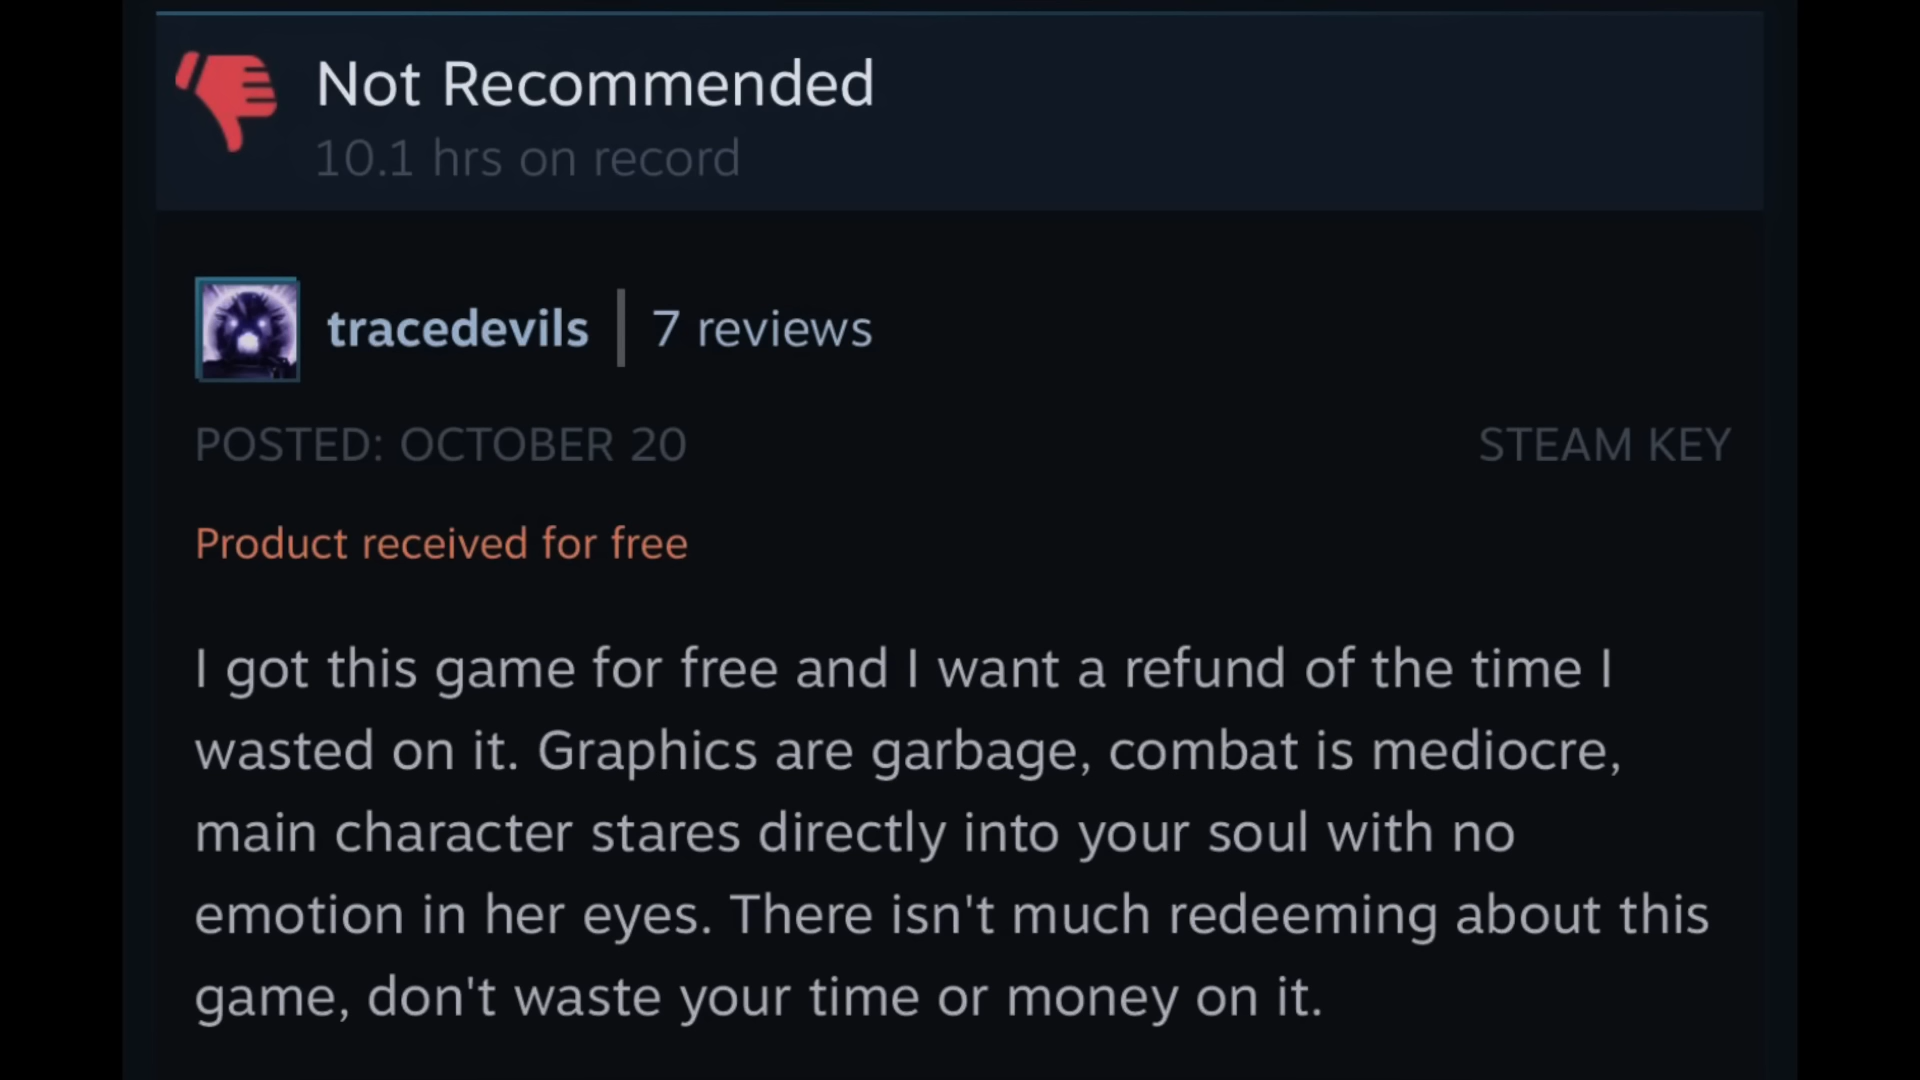 Not Recommended
10.1 hrs on record
tracedevils | 7 reviews
POSTED: OCTOBER 20
STEAM KEY
Product received for free
I got this game for free and I want a refund of the time I
wasted on it. Graphics are garbage, combat is mediocre,
main character stares directly into your soul with no
emotion in her eyes. There isn't much redeeming about this
game, don't waste your time or money on it.